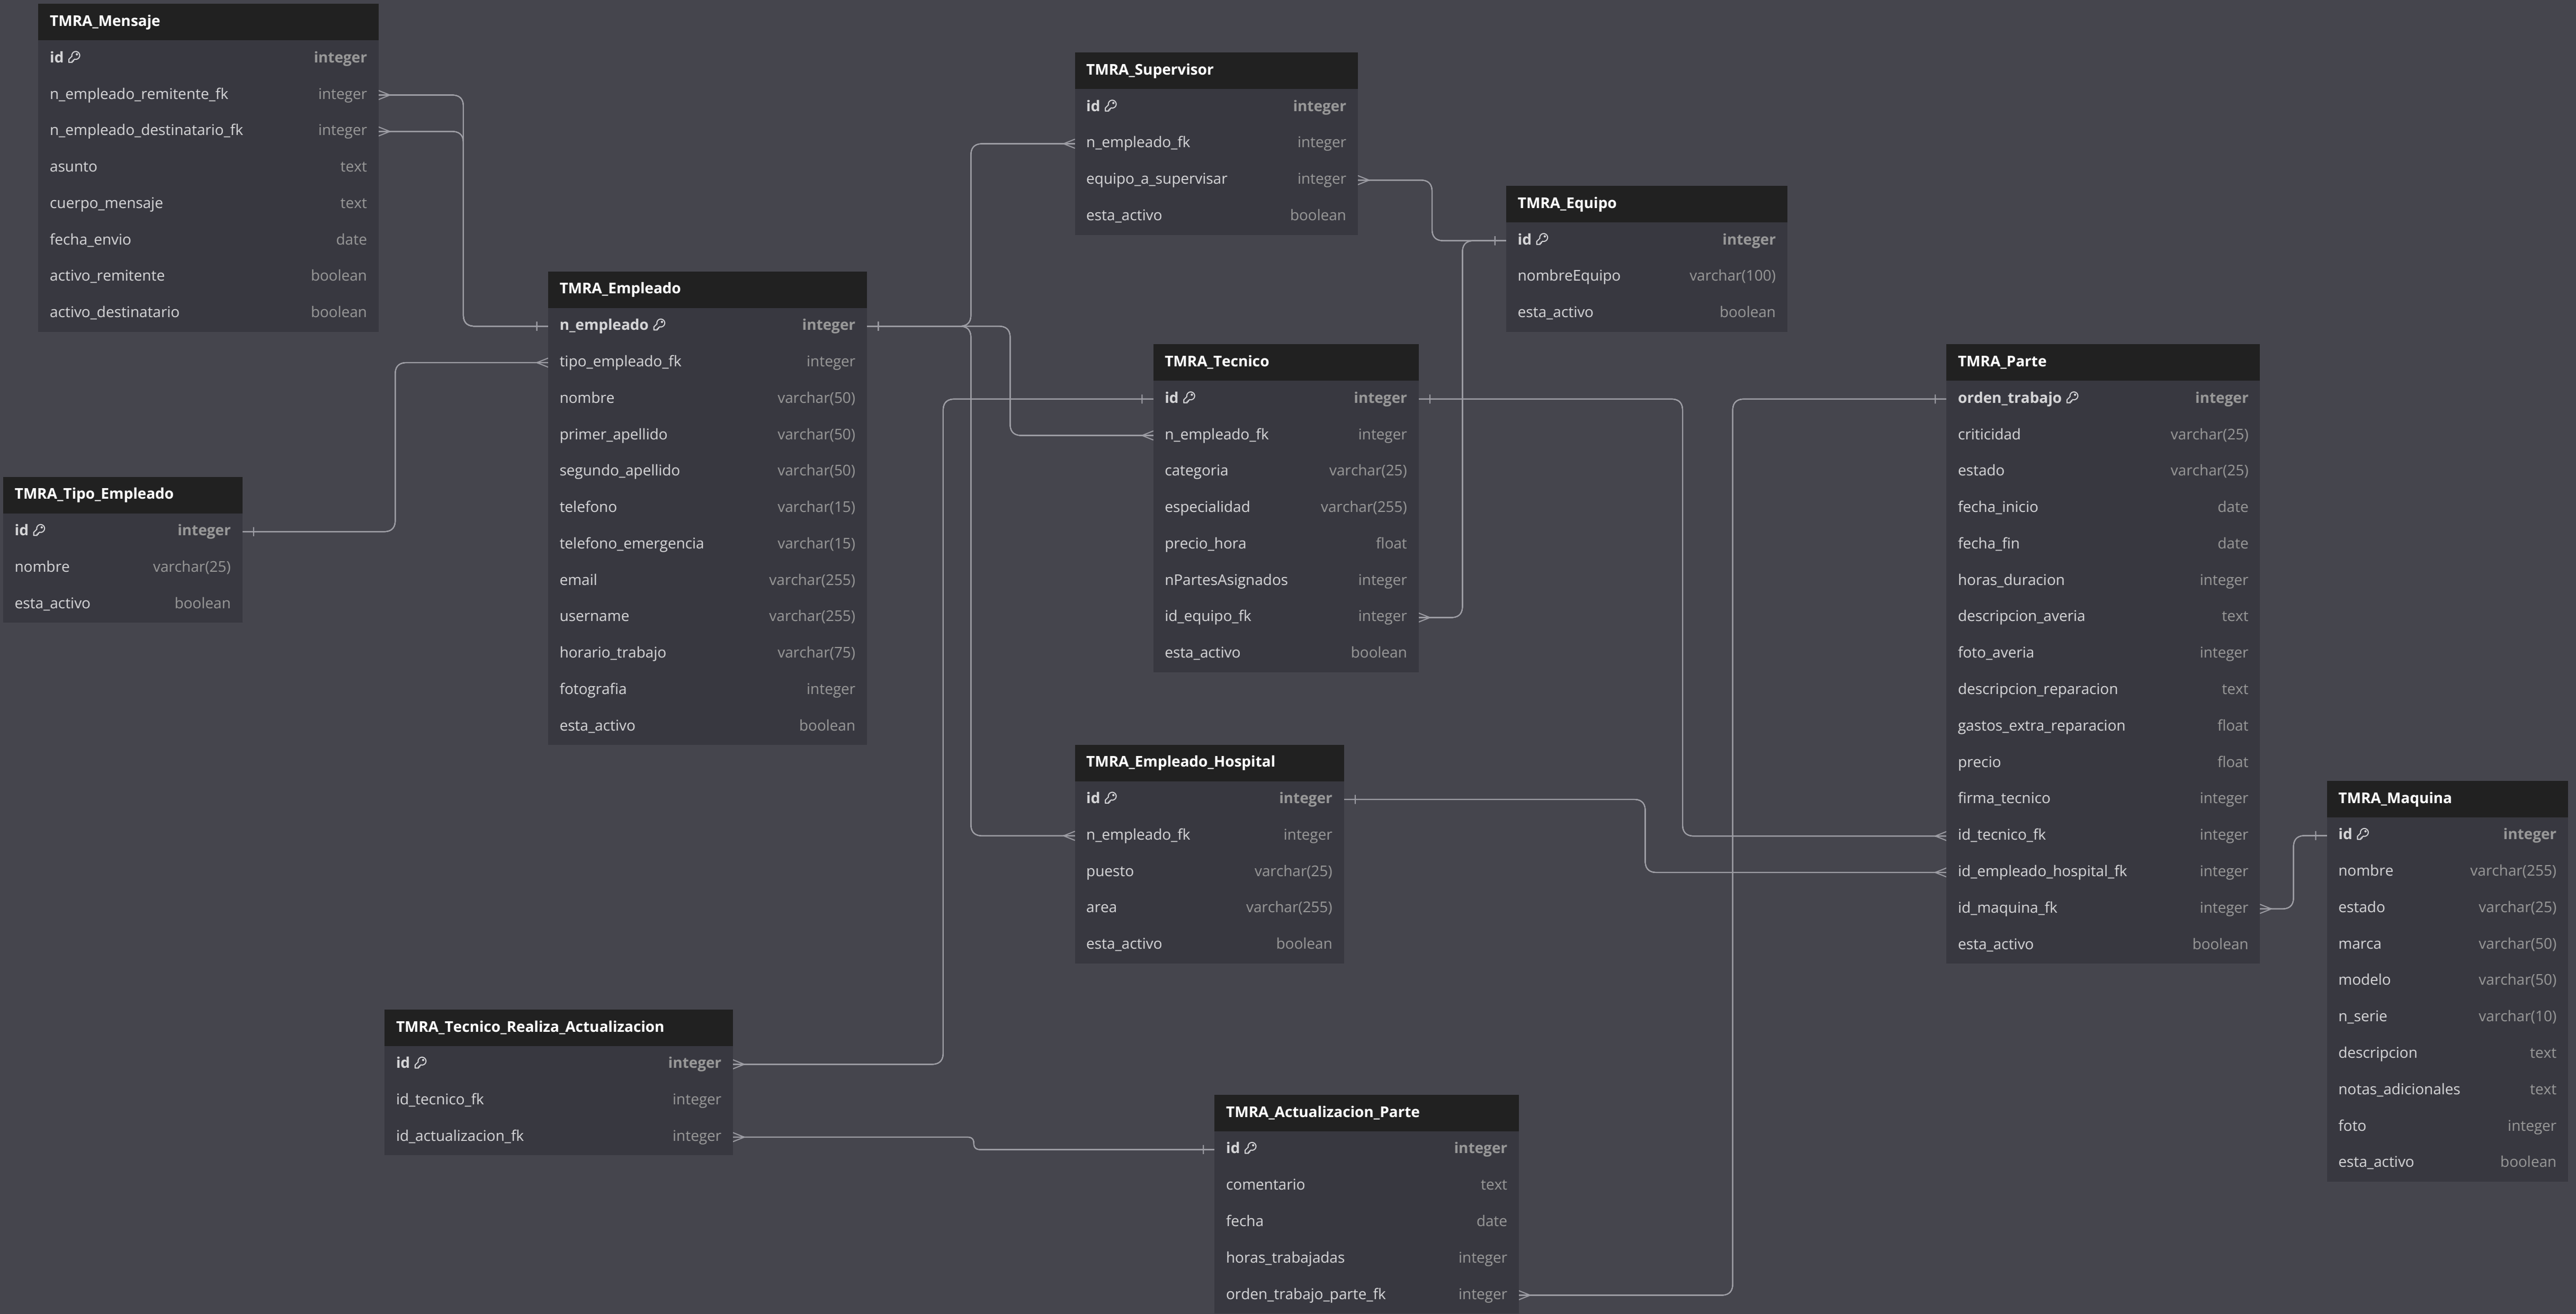 TMRA_Mensaje
id integer
n_empleado_remitente_fk integer
n_empleado_destinatario_fk integer
asunto text
cuerpo_mensaje text
fecha_envio date
activo_remitente boolean
activo_destinatario boolean
TMRA_Tipo_Empleado
id integer
nombre varchar(25)
esta_activo boolean
TMRA_Empleado
n_empleado integer
tipo_empleado_fk integer
nombre varchar(50)
primer_apellido varchar(50)
segundo_apellido varchar(50)
telefono varchar(15)
telefono_emergencia varchar(15)
email varchar(255)
username varchar(255)
horario_trabajo varchar(75)
fotografia integer
esta_activo boolean
TMRA_Supervisor
id integer
n_empleado_fk integer
equipo_a_supervisar integer
esta_activo boolean
TMRA_Equipo
id integer
nombreEquipo varchar(100)
esta_activo boolean
TMRA_Tecnico
id integer
n_empleado_fk integer
categoria varchar(25)
especialidad varchar(255)
precio_hora float
nPartesAsignados integer
id_equipo_fk integer
esta_activo boolean
TMRA_Empleado_Hospital
id integer
n_empleado_fk integer
puesto varchar(25)
area varchar(255)
esta_activo boolean
TMRA_Parte
orden_trabajo integer
criticidad varchar(25)
estado varchar(25)
fecha_inicio date
fecha_fin date
horas_duracion integer
descripcion_averia text
foto_averia integer
descripcion_reparacion text
gastos_extra_reparacion float
precio float
firma_tecnico integer
id_tecnico_fk integer
id_empleado_hospital_fk integer
id_maquina_fk integer
esta_activo boolean
TMRA_Maquina
id integer
nombre varchar(255)
estado varchar(25)
marca varchar(50)
modelo varchar(50)
n_serie varchar(10)
descripcion text
notas_adicionales text
foto integer
esta_activo boolean
TMRA_Tecnico_Realiza_Actualizacion
id integer
id_tecnico_fk integer
id_actualizacion_fk integer
TMRA_Actualizacion_Parte
id integer
comentario text
fecha date
horas_trabajadas integer
orden_trabajo_parte_fk integer